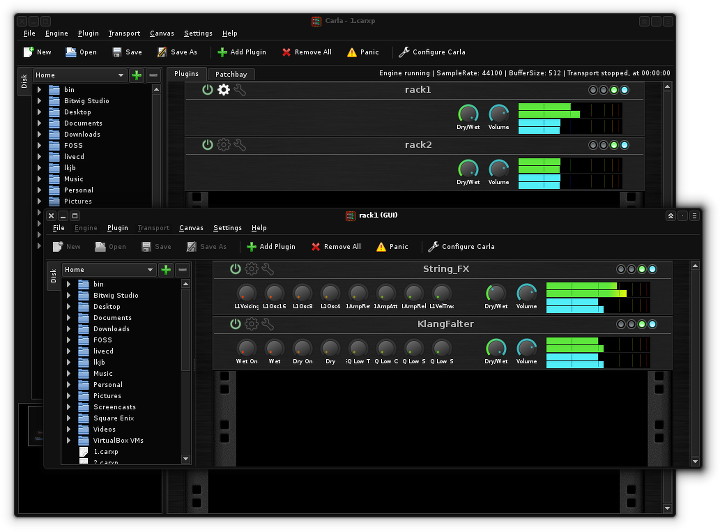 Carla - 1.carxp
File Engine Plugin Transport Canvas Settings Help
New Open Save Save As Add Plugin Remove All Panic Configure Carla
Disk
Home
bin
Bitwig Studio
Desktop
Documents
Downloads
FOSS
livecd
lkjb
Music
Personal
Pictures
Plugins Patchbay
Engine running | SampleRate: 44100 | BufferSize: 512 | Transport stopped, at 00:00:00
rack1
Dry/Wet Volume
rack2
Dry/Wet Volume
rack1 (GUI)
File Engine Plugin Transport Canvas Settings Help
New Open Save Save As Add Plugin Remove All Panic Configure Carla
Disk
Home
bin
Bitwig Studio
Desktop
Documents
Downloads
FOSS
livecd
lkjb
Music
Personal
Pictures
Screencasts
Square Enix
Videos
VirtualBox VMs
1.carxp
2.carxp
String_FX
L1Voicing L1Osc16 L1Osc8 L1Osc4 1AmpRel 1AmpAtt 1AmpRel L1VelTrac
Dry/Wet Volume
KlangFalter
Wet On Wet Dry On Dry Q Low T Q Low C Q Low S Q Low S
Dry/Wet Volume